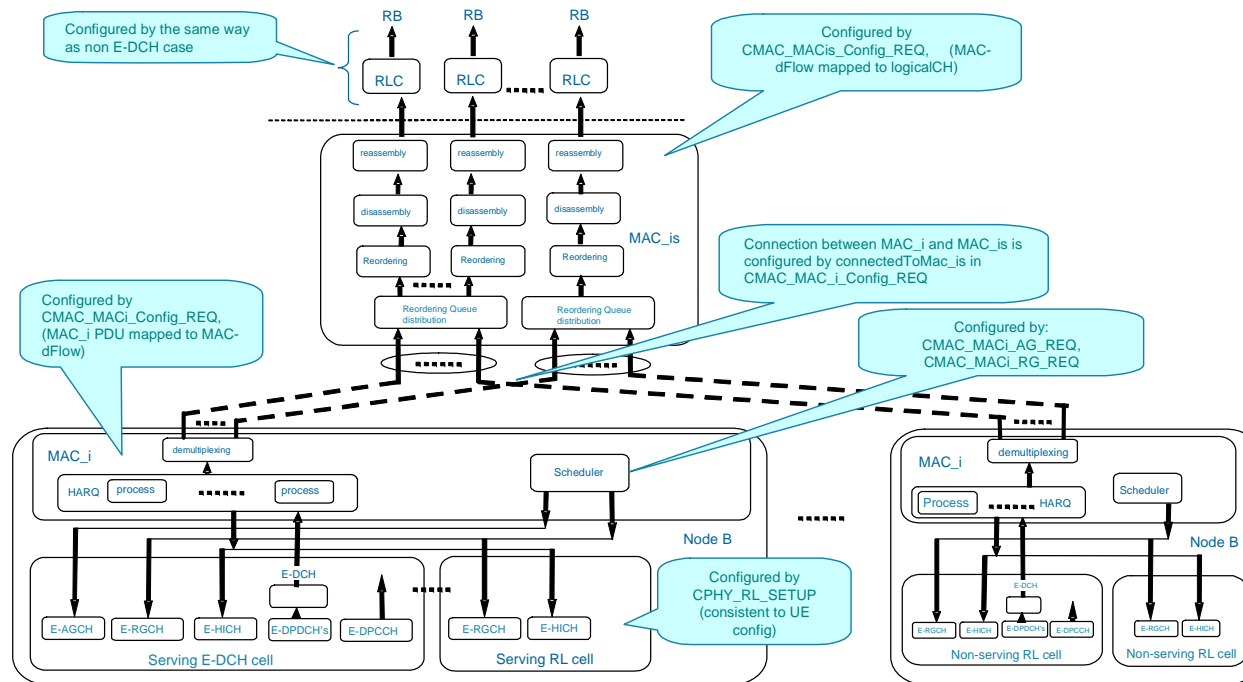 RB
RB
RB
Configured by the same way
as non E-DCH case
Configured by
CMAC_MACis_Config_REQ, (MAC-
dFlow mapped to logicalCH)
RLC
RLC
RLC
reassembly
reassembly
reassembly
disassembly
disassembly
disassembly
MAC_is
Reordering
Reordering
Reordering
Connection between MAC_i and MAC_is is
configured by connectedToMac_is in
CMAC_MAC_i_Config_REQ
Configured by
CMAC_MACi_Config_REQ,
(MAC_i PDU mapped to MAC-
dFlow)
Reordering Queue
distribution
Reordering Queue
distribution
Configured by:
CMAC_MACi_AG_REQ,
CMAC_MACi_RG_REQ
MAC_i
demultiplexing
HARQ
process
process
Scheduler
Node B
MAC_i
demultiplexing
Process
HARQ
Scheduler
Node B
E-DCH
E-AGCH
E-RGCH
E-HICH
E-DPDCH's
E-DPCCH
Serving E-DCH cell
E-RGCH
E-HICH
Serving RL cell
Configured by
CPHY_RL_SETUP
(consistent to UE
config)
E-DCH
E-RGCH
E-HICH
E-DPDCH's
E-DPCCH
Non-serving RL cell
E-RGCH
E-HICH
Non-serving RL cell